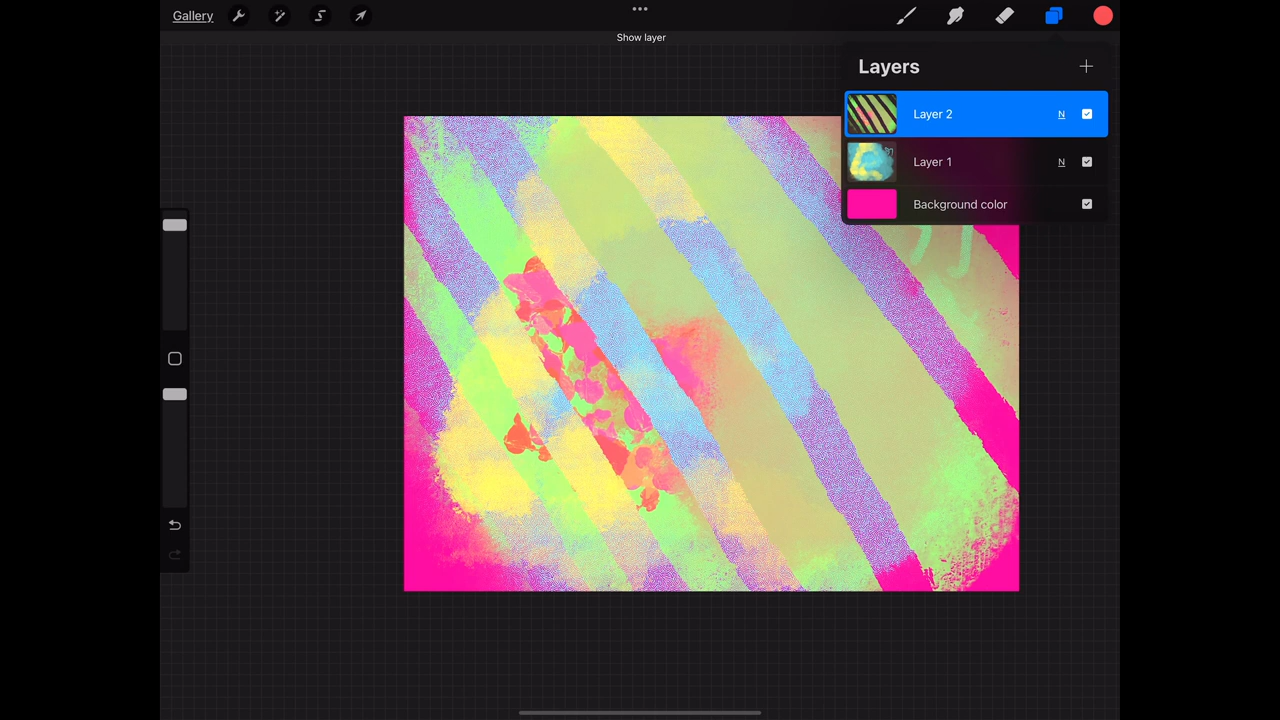 Gallery
Show layer
Layers
Layer 2 N
Layer 1 N
Background color